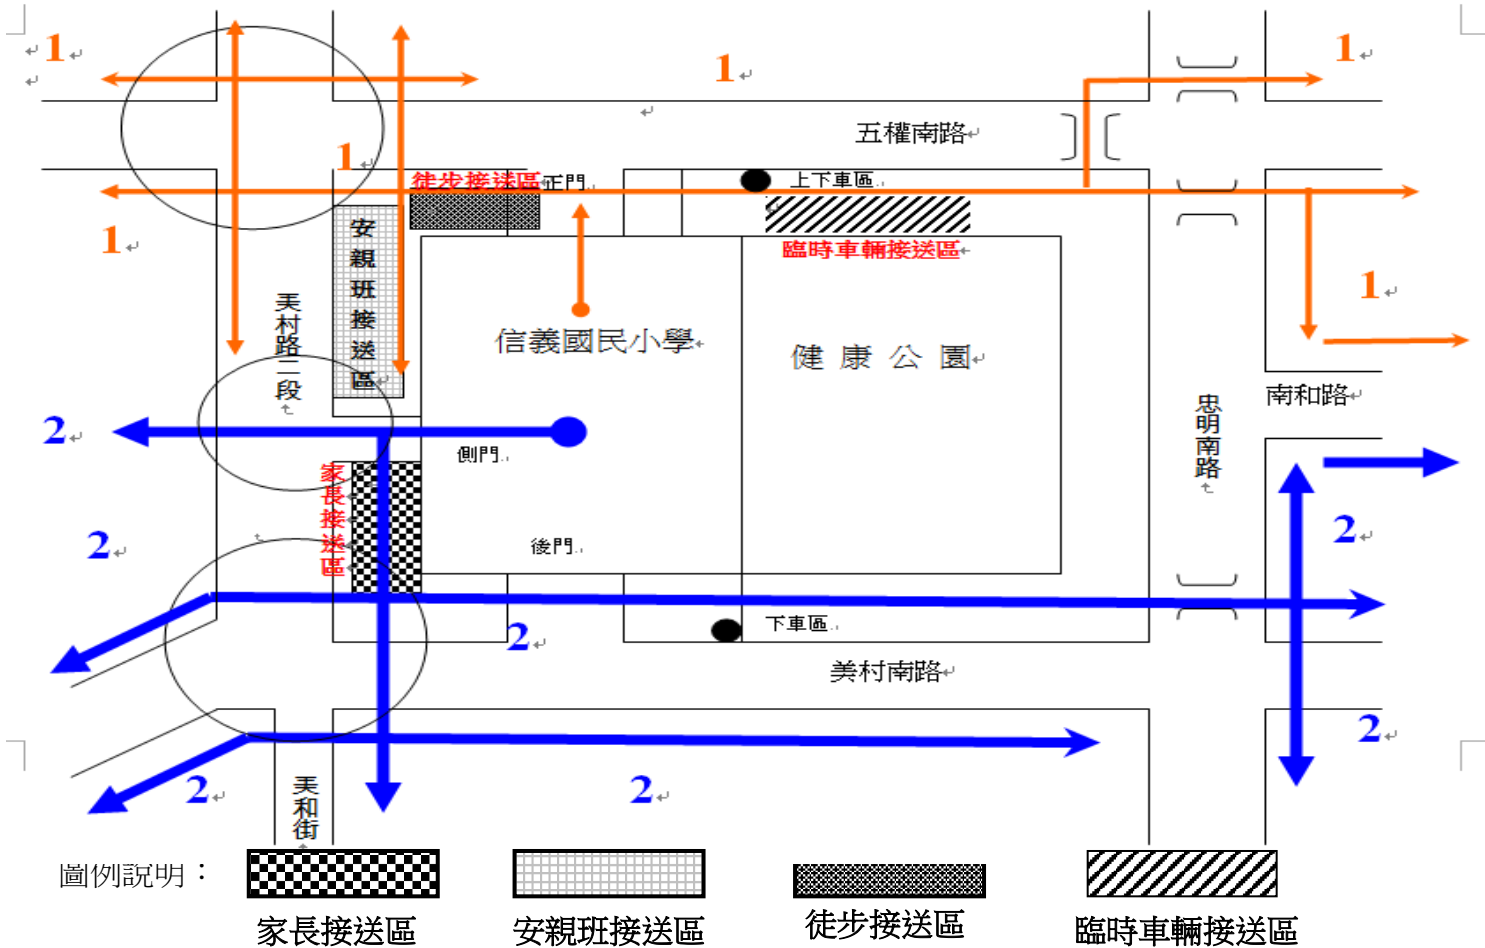 1
1
1
五權南路
1
徒步接送區
正門
上下車區
1
安親班接送區
臨時車輛接送區
1
美村路二段
信義國民小學
健康公園
南和路
忠明南路
2
側門
家長接送區
2
後門
2
2
下車區
美村南路
2
2
2
美和街
圖例說明：
家長接送區
安親班接送區
徒步接送區
臨時車輛接送區